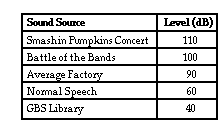 Sound Source Level (dB)
Smashin Pumpkins Concert 110
Battle of the Bands 100
Average Factory 90
Normal Speech 60
GBS Library 40